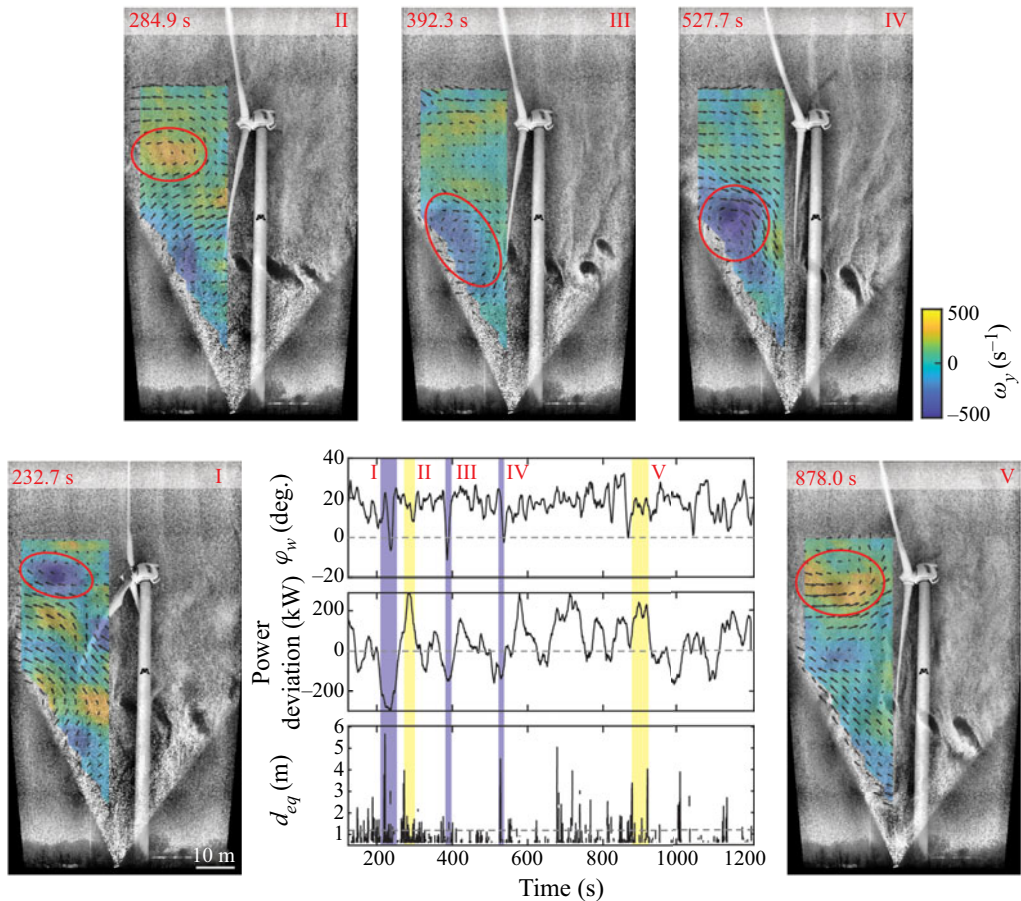 284.9 s II
392.3 s III
527.7 s IV
500
0
−500
ω_y (s⁻¹)
232.7 s I
10 m
I II III IV V
φ_w (deg.)
40
20
0
−20
Power
deviation (kW)
200
0
−200
d_eq (m)
6
5
4
3
2
1
200 400 600 800 1000 1200
Time (s)
878.0 s V